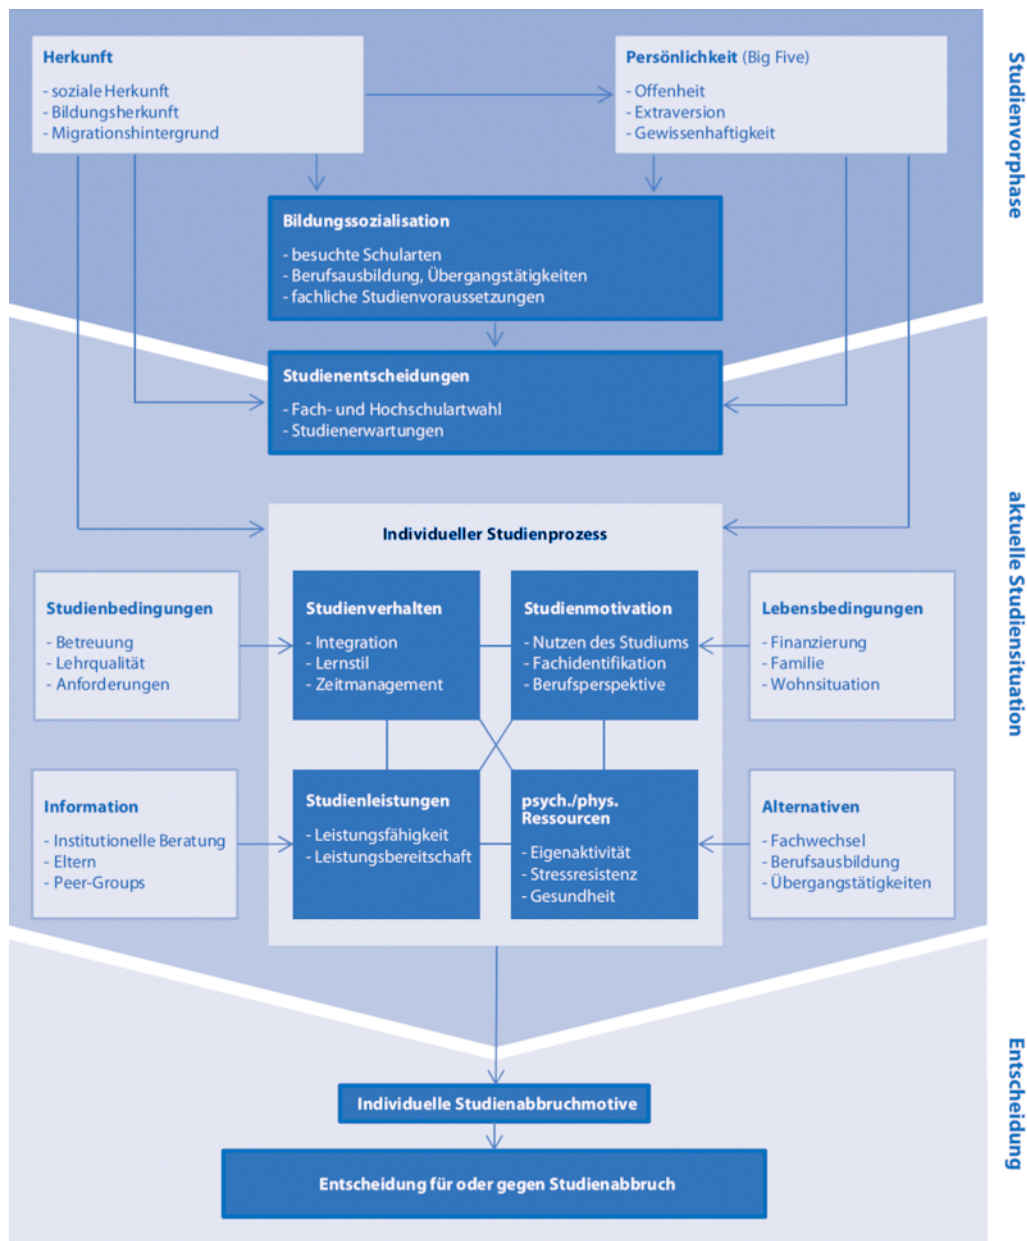 Herkunft
- soziale Herkunft
- Bildungsherkunft
- Migrationshintergrund
Persönlichkeit (Big Five)
- Offenheit
- Extraversion
- Gewissenhaftigkeit
Studienvorphase
Bildungssozialisation
- besuchte Schularten
- Berufsausbildung, Übergangstätigkeiten
- fachliche Studienvoraussetzungen
Studienentscheidungen
- Fach- und Hochschulartwahl
- Studienerwartungen
aktuelle Studiensituation
Individueller Studienprozess
Studienbedingungen
- Betreuung
- Lehrqualität
- Anforderungen
Studienverhalten
- Integration
- Lernstil
- Zeitmanagement
Studienmotivation
- Nutzen des Studiums
- Fachidentifikation
- Berufsperspektive
Lebensbedingungen
- Finanzierung
- Familie
- Wohnsituation
Information
- Institutionelle Beratung
- Eltern
- Peer-Groups
Studienleistungen
- Leistungsfähigkeit
- Leistungsbereitschaft
psych./phys.
Ressourcen
- Eigenaktivität
- Stressresistenz
- Gesundheit
Alternativen
- Fachwechsel
- Berufsausbildung
- Übergangstätigkeiten
Entscheidung
Individuelle Studienabbruchmotive
Entscheidung für oder gegen Studienabbruch